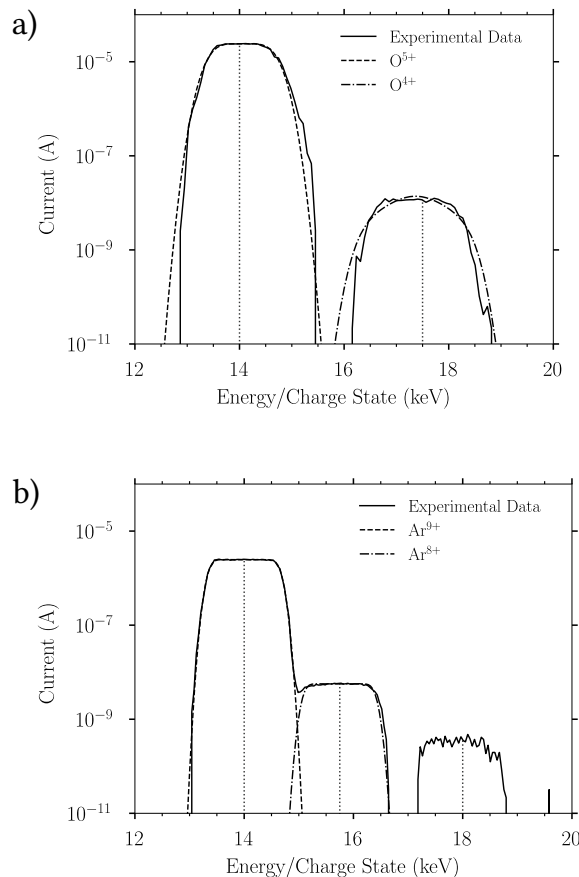 a)
10⁻⁵
10⁻⁷
10⁻⁹
10⁻¹¹
Current (A)
Experimental Data
O⁵⁺
O⁴⁺
12 14 16 18 20
Energy/Charge State (keV)
b)
10⁻⁵
10⁻⁷
10⁻⁹
10⁻¹¹
Current (A)
Experimental Data
Ar⁹⁺
Ar⁸⁺
12 14 16 18 20
Energy/Charge State (keV)